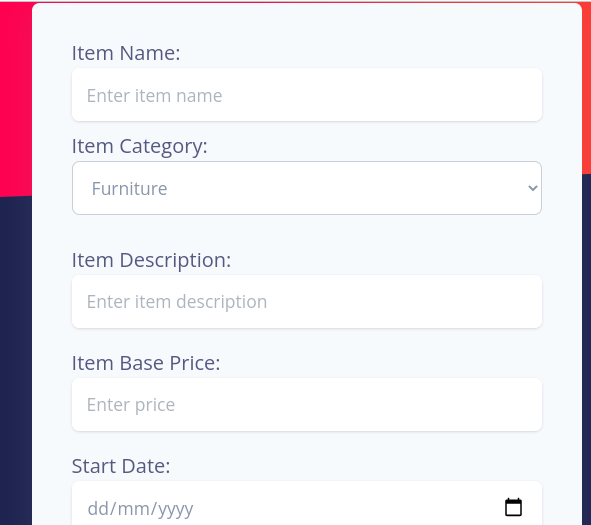 Item Name:
Enter item name
Item Category:
Furniture
Item Description:
Enter item description
Item Base Price:
Enter price
Start Date:
dd/mm/yyyy